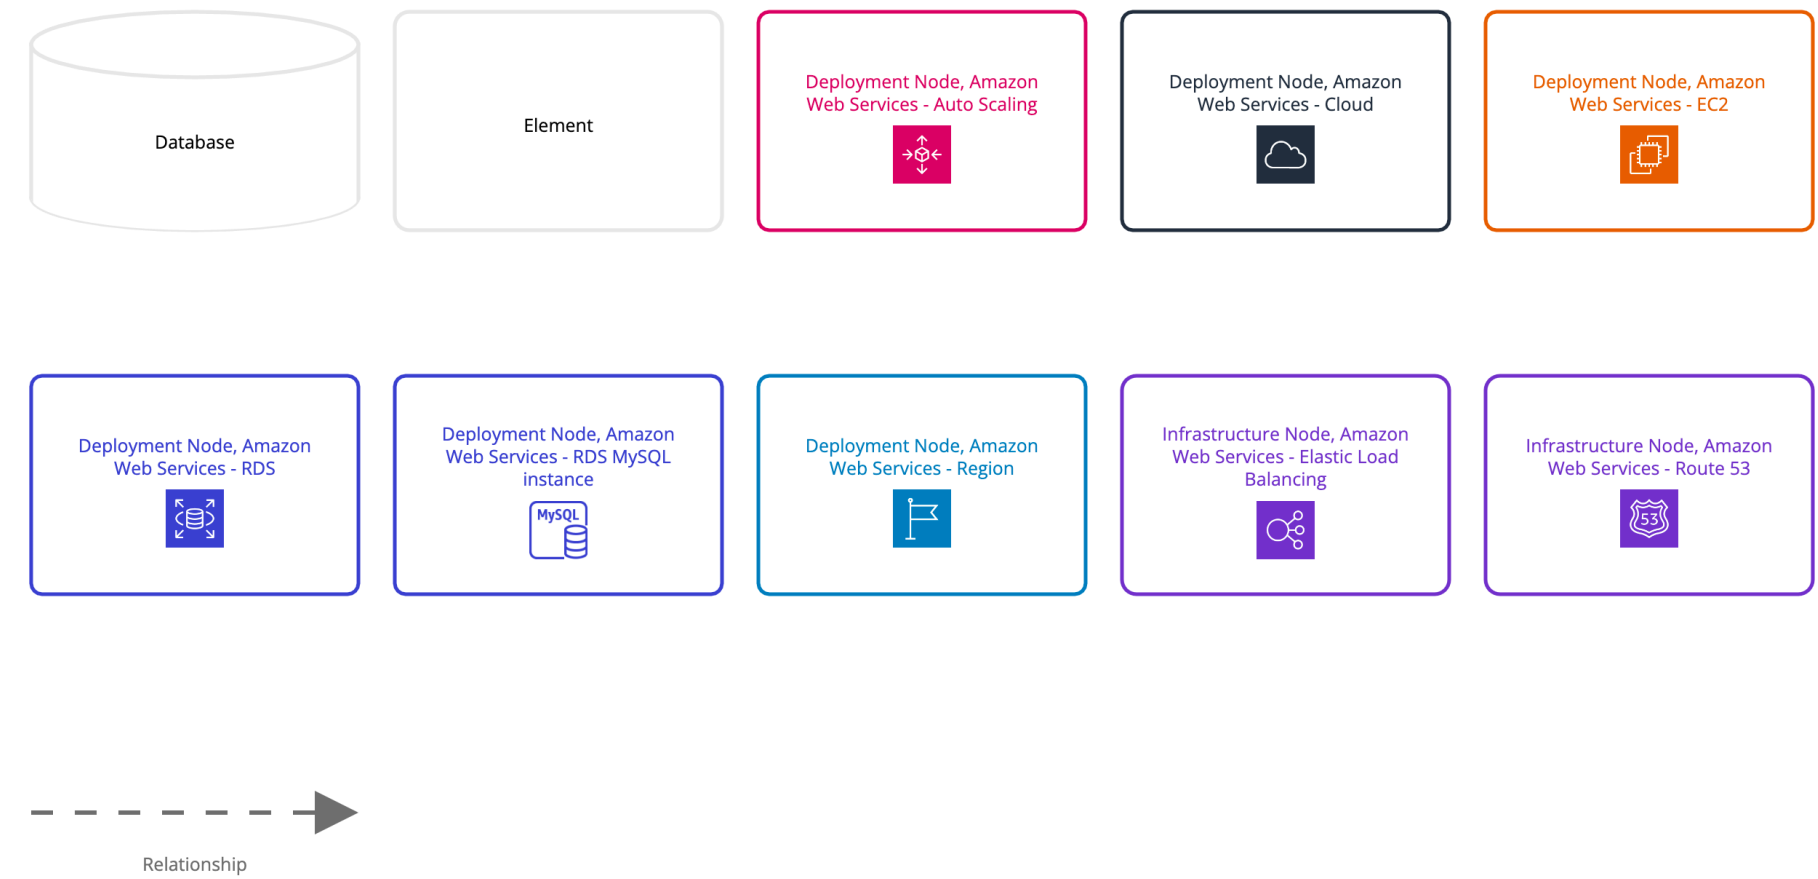 Database
Element
Deployment Node, Amazon
Web Services - Auto Scaling
Deployment Node, Amazon
Web Services - Cloud
Deployment Node, Amazon
Web Services - EC2
Deployment Node, Amazon
Web Services - RDS
Deployment Node, Amazon
Web Services - RDS MySQL
instance
MySQL
Deployment Node, Amazon
Web Services - Region
Infrastructure Node, Amazon
Web Services - Elastic Load
Balancing
Infrastructure Node, Amazon
Web Services - Route 53
53
Relationship